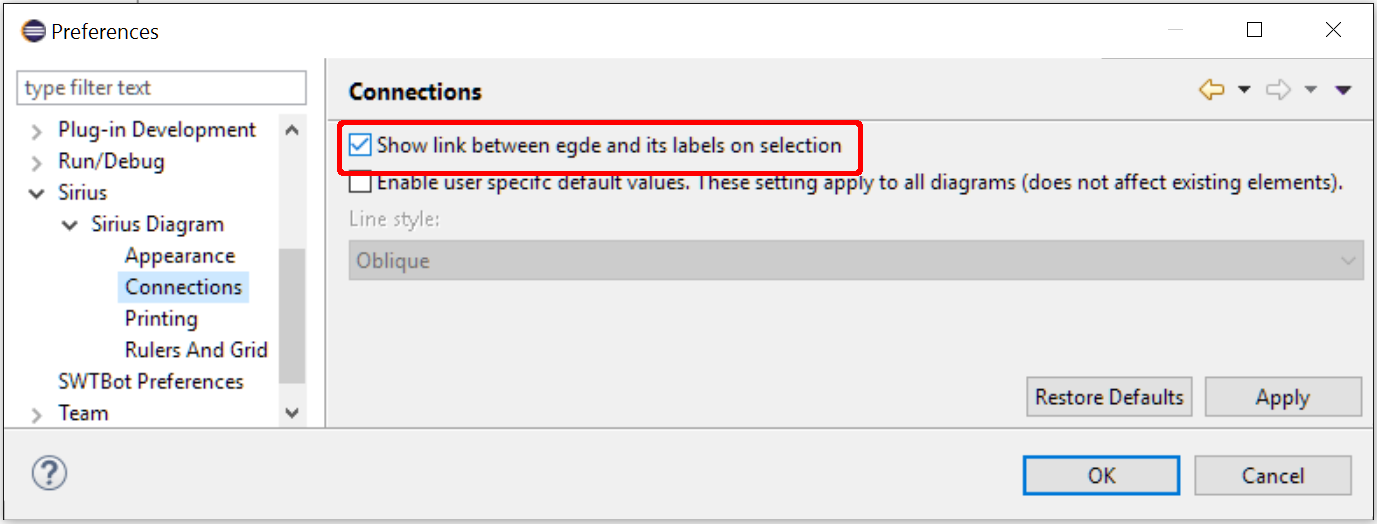 Preferences
type filter text
Plug-in Development
Run/Debug
Sirius
Sirius Diagram
Appearance
Connections
Printing
Rulers And Grid
SWTBot Preferences
Team
Connections
Show link between egde and its labels on selection
Enable user specifc default values. These setting apply to all diagrams (does not affect existing elements).
Line style:
Oblique
Restore Defaults
Apply
?
OK
Cancel